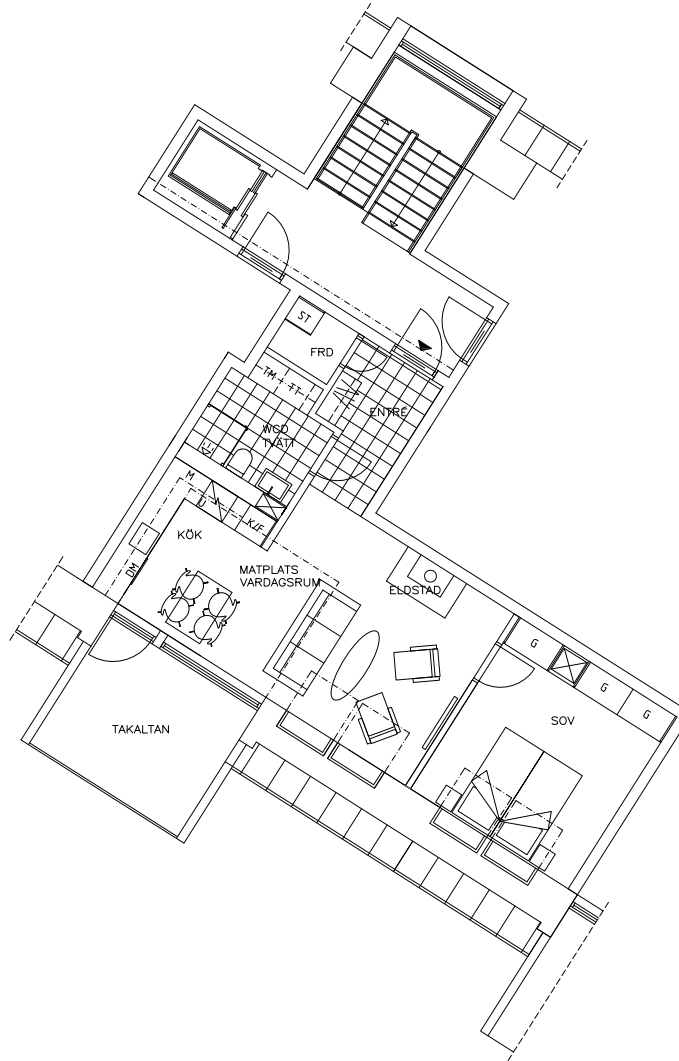 ST
FRD
TM
TT
ENTRÉ
WCD
TVÄTT
M
U
K/F
KÖK
DM
MATPLATS
VARDAGSRUM
ELDSTAD
G
G
G
SOV
TAKALTAN